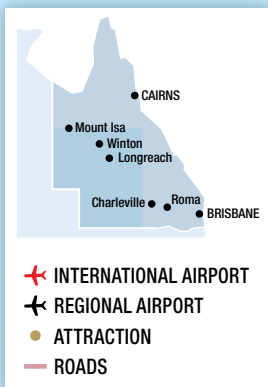 CAIRNS
Mount Isa
Winton
Longreach
Charleville
Roma
BRISBANE
INTERNATIONAL AIRPORT
REGIONAL AIRPORT
ATTRACTION
ROADS